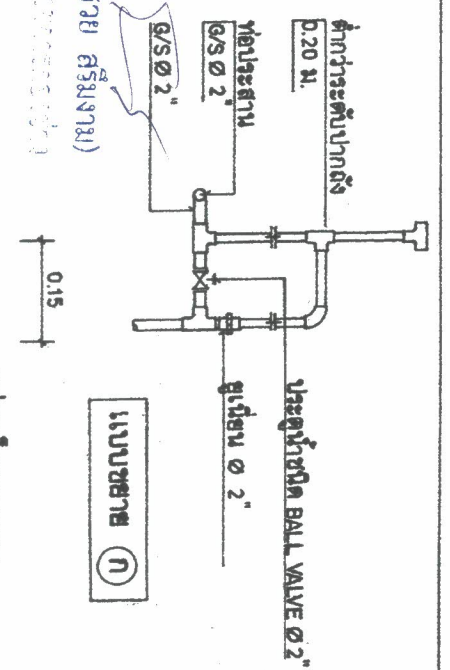 ต่ำกว่าระดับปากถัง
0.20 ม.
ท่อประสาน
G/S Ø 2"
G/S Ø 2"
ประตูน้ำชนิด BALL VALVE Ø 2"
ยูเนี่ยน Ø 2"
0.15
แบบขยาย ก